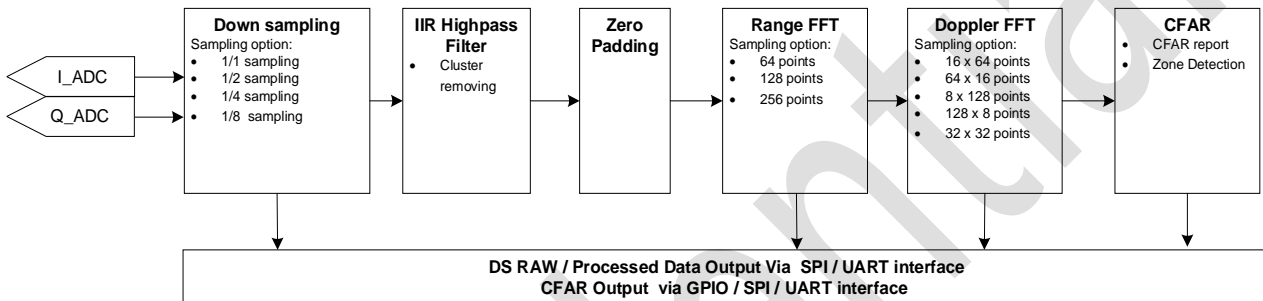 I_ADC
Q_ADC
Down sampling
Sampling option:
• 1/1 sampling
• 1/2 sampling
• 1/4 sampling
• 1/8 sampling
IIR Highpass
Filter
• Cluster
removing
Zero
Padding
Range FFT
Sampling option:
• 64 points
• 128 points
• 256 points
Doppler FFT
Sampling option:
• 16 x 64 points
• 64 x 16 points
• 8 x 128 points
• 128 x 8 points
• 32 x 32 points
CFAR
• CFAR report
• Zone Detection
DS RAW / Processed Data Output Via SPI / UART interface
CFAR Output via GPIO / SPI / UART interface